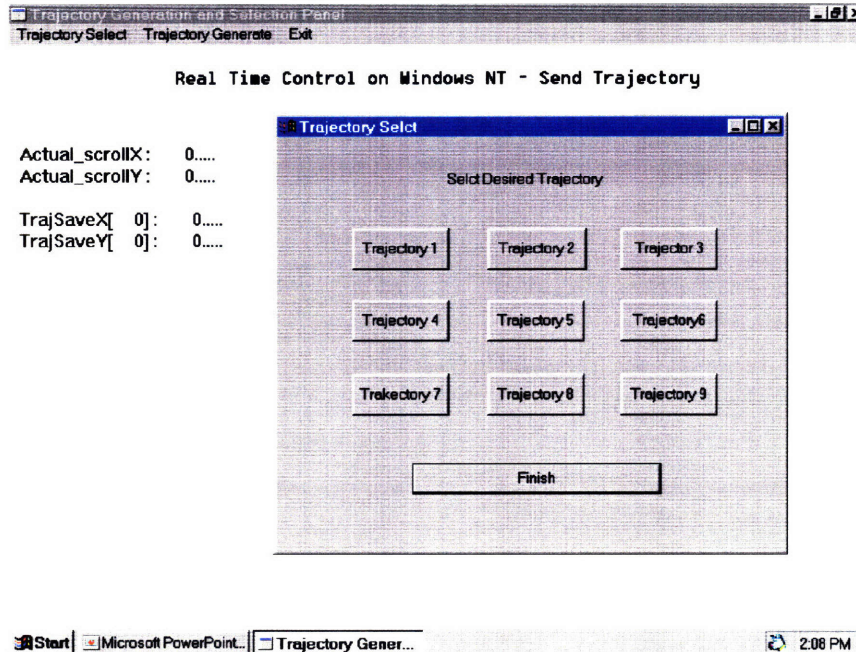 Trajectory Generation and Selection Panel
Trajectory Select Trajectory Generate Exit
Real Time Control on Windows NT - Send Trajectory
Actual_scrollX: 0.....
Actual_scrollY: 0.....
TrajSaveX[ 0]: 0.....
TrajSaveY[ 0]: 0.....
Trajectory Selct
Selct Desired Trajectory
Trajectory 1 Trajectory 2 Trajector 3
Trajectory 4 Trajectory 5 Trajectory6
Trakectory 7 Trajectory 8 Trajectory 9
Finish
Start Microsoft PowerPoint... Trajectory Gener... 2:08 PM